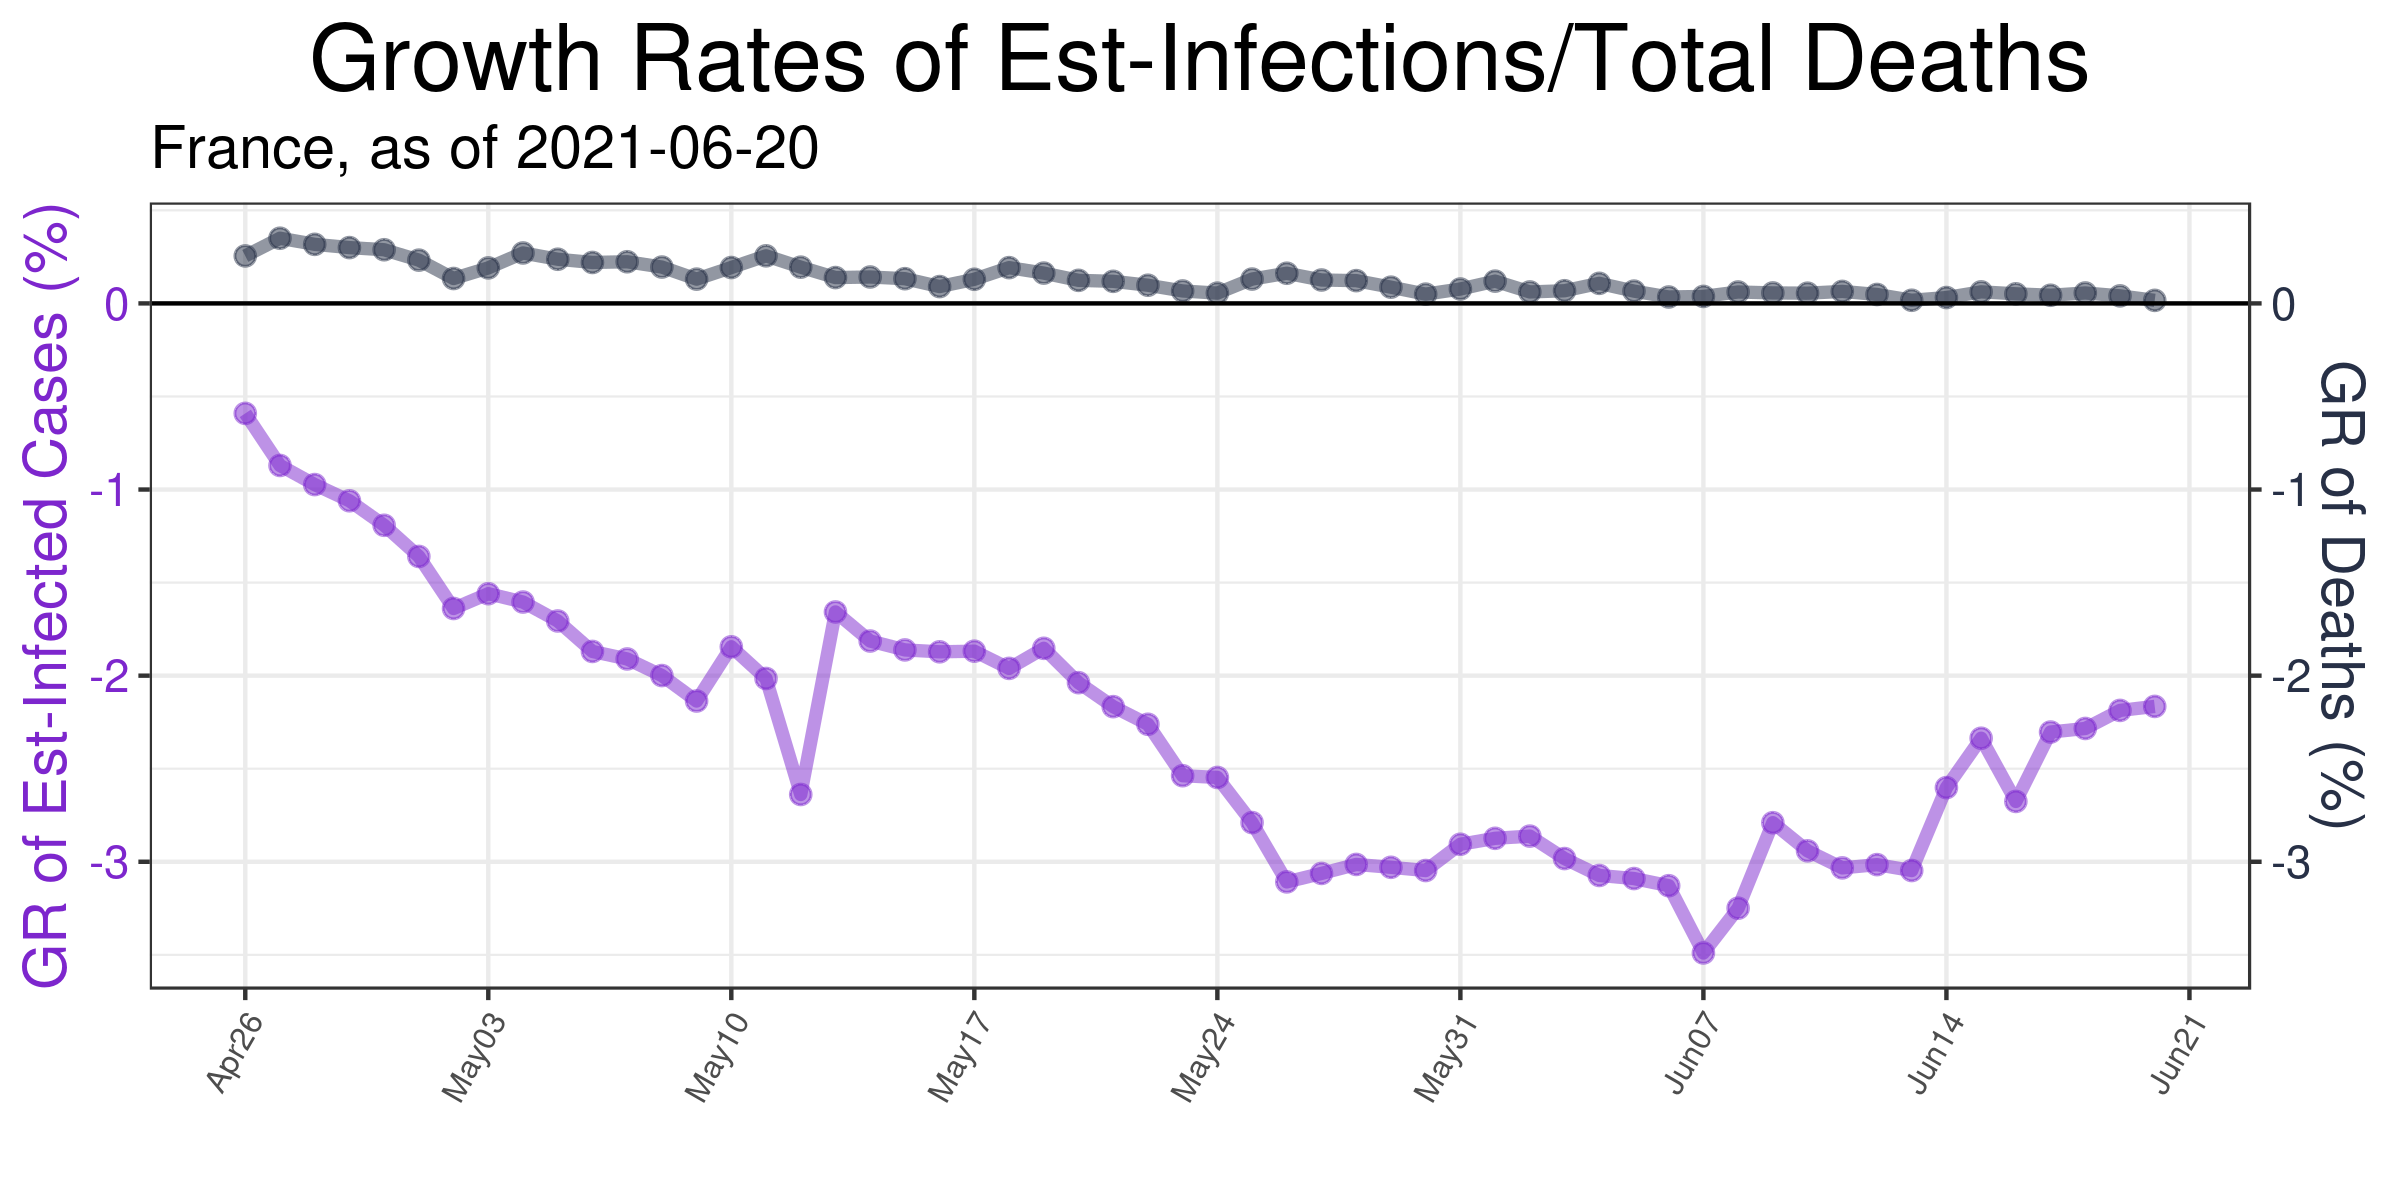 Growth Rates of Est-Infections/Total Deaths
France, as of 2021-06-20
GR of Est-Infected Cases (%)
0
-1
-2
-3
0
-1
-2
-3
GR of Deaths (%)
Apr26
May03
May10
May17
May24
May31
Jun07
Jun14
Jun21